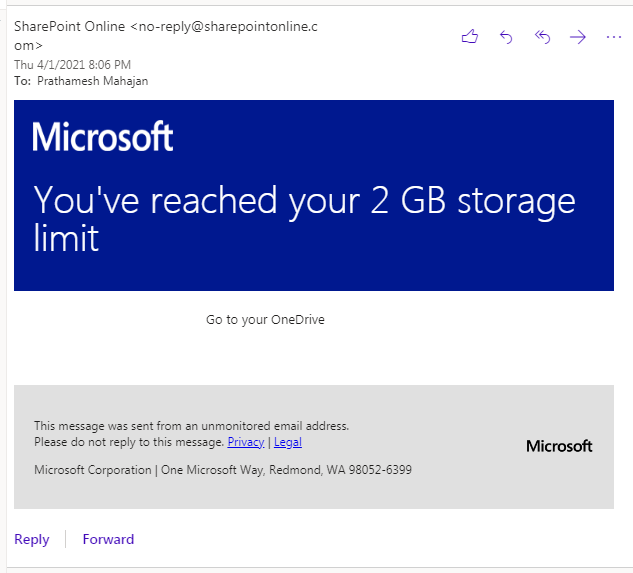 SharePoint Online <no-reply@sharepointonline.c
om>
Thu 4/1/2021 8:06 PM
To: Prathamesh Mahajan
Microsoft
You've reached your 2 GB storage
limit
Go to your OneDrive
This message was sent from an unmonitored email address.
Please do not reply to this message. Privacy | Legal
Microsoft
Microsoft Corporation | One Microsoft Way, Redmond, WA 98052-6399
Reply
Forward